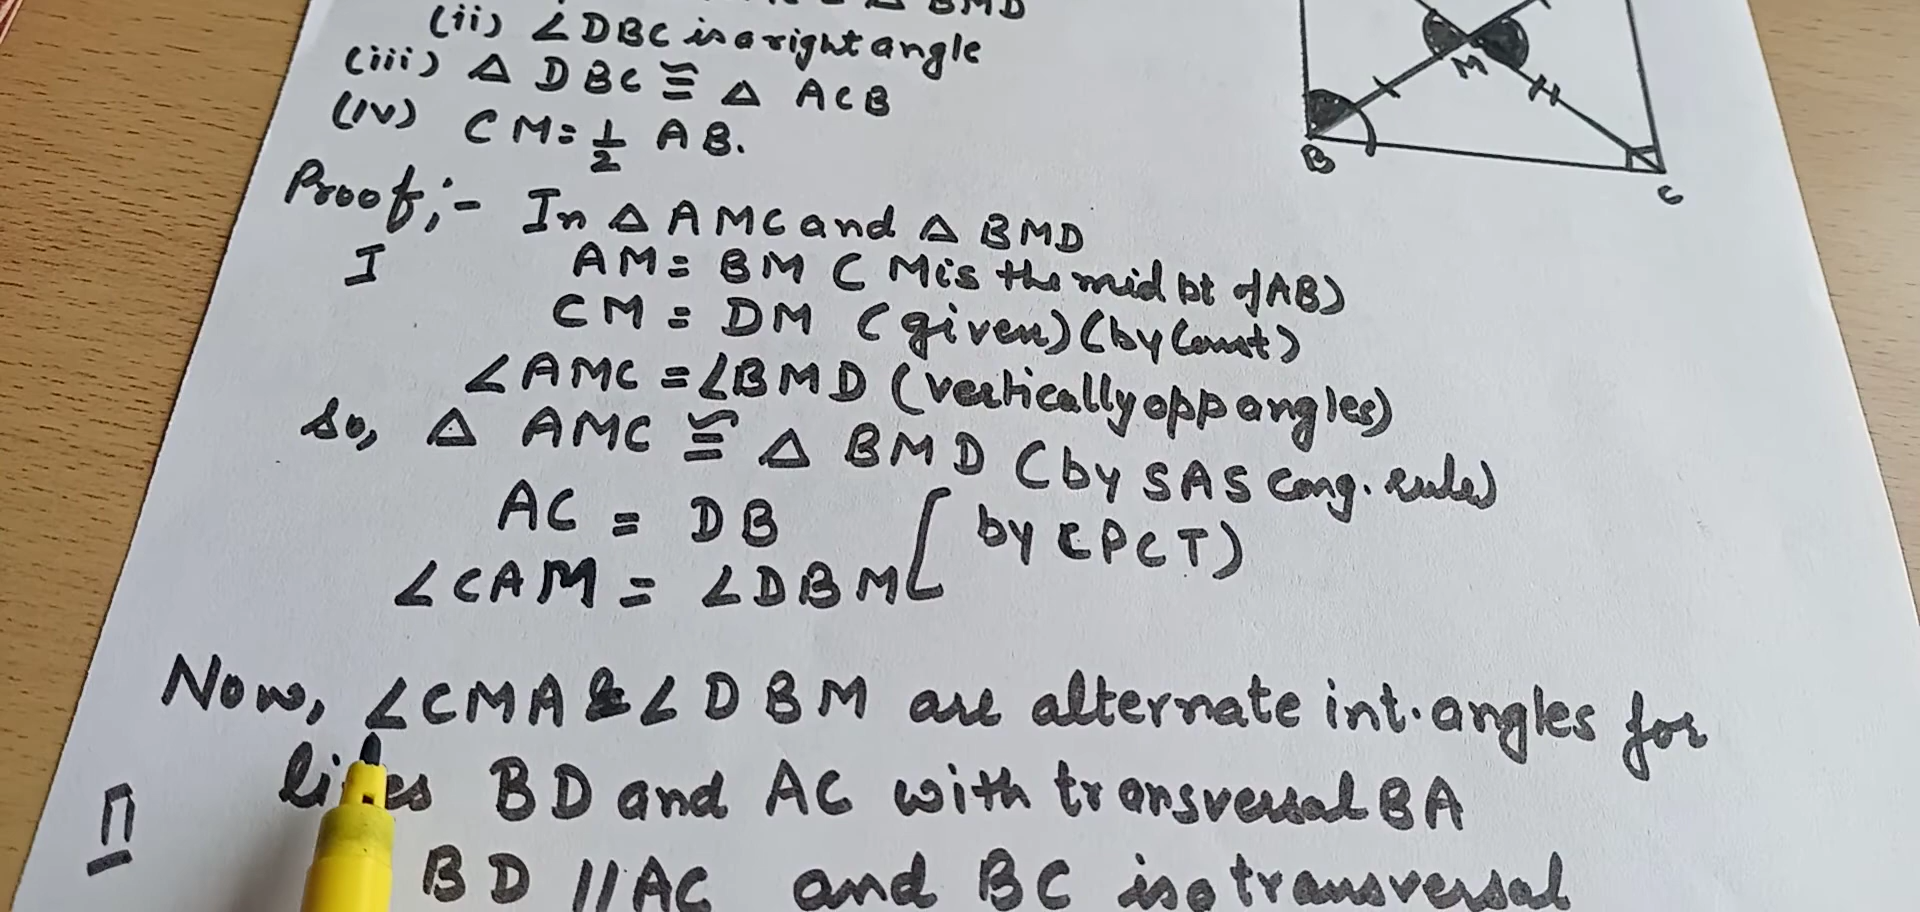 △ BMD
(ii) ∠DBC is a right angle
(iii) △ DBC ≅ △ ACB
(iv) CM = 1/2 AB.
Proof;- In △ AMC and △ BMD
I AM = BM ( M is the mid pt of AB)
CM = DM (given) (by Const)
∠AMC = ∠BMD (vertically opp angles)
So, △ AMC ≅ △ BMD (by SAS Cong. rule)
AC = DB
∠CAM = ∠DBM [by CPCT)
Now, ∠CMA & ∠DBM are alternate int. angles for
lines BD and AC with transversal BA
II BD || AC and BC is a transversal
M
B
C